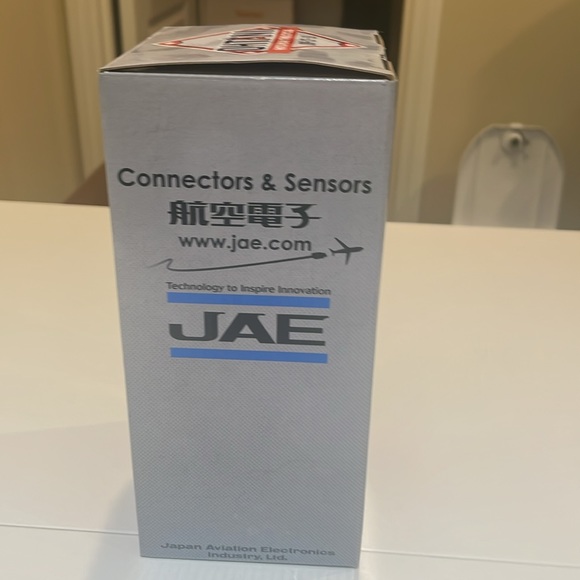 Connectors & Sensors
航空電子
www.jae.com
Technology to Inspire Innovation
JAE
Japan Aviation Electronics
Industry, Ltd.